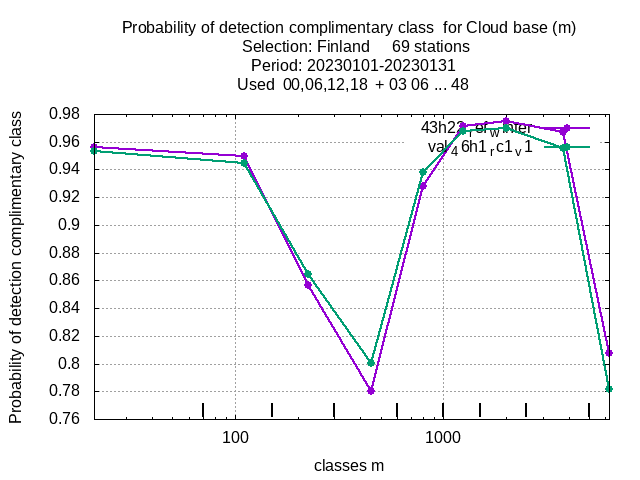 Probability of detection complimentary class for Cloud base (m)
Selection: Finland 69 stations
Period: 20230101-20230131
Used 00,06,12,18 + 03 06 ... 48
Probability of detection complimentary class
0.98
0.96
0.94
0.92
0.9
0.88
0.86
0.84
0.82
0.8
0.78
0.76
val46h1rc1v1
100
1000
classes m